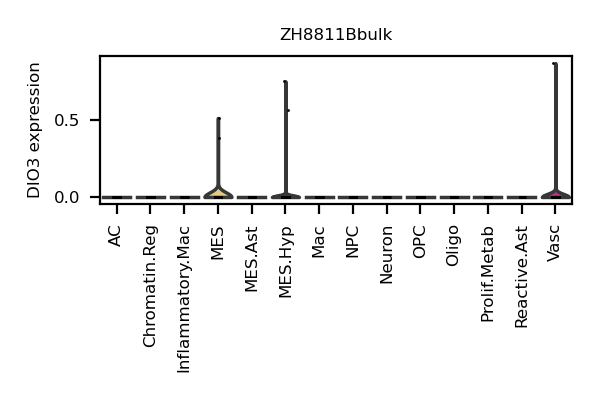 ZH8811Bbulk
DIO3 expression
0.5
0.0
AC
Chromatin.Reg
Inflammatory.Mac
MES
MES.Ast
MES.Hyp
Mac
NPC
Neuron
OPC
Oligo
Prolif.Metab
Reactive.Ast
Vasc